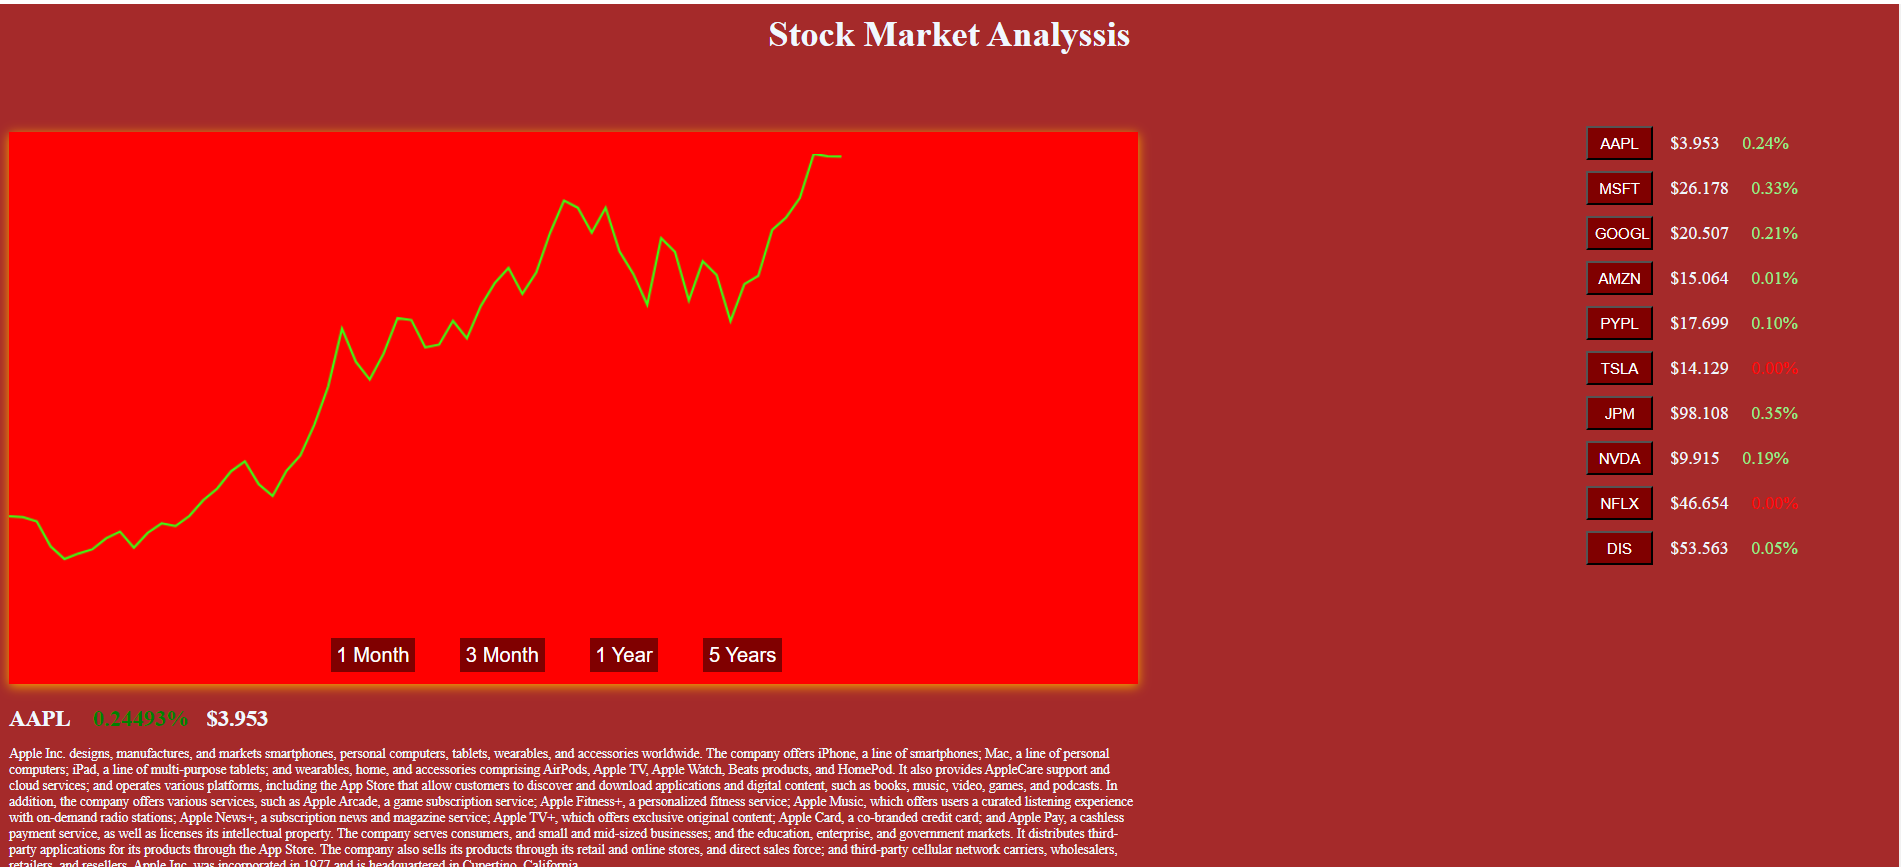 Stock Market Analyssis
AAPL $3.953 0.24%
MSFT $26.178 0.33%
GOOGL $20.507 0.21%
AMZN $15.064 0.01%
PYPL $17.699 0.10%
TSLA $14.129 0.00%
JPM $98.108 0.35%
NVDA $9.915 0.19%
NFLX $46.654 0.00%
DIS $53.563 0.05%
1 Month 3 Month 1 Year 5 Years
AAPL 0.24493% $3.953
Apple Inc. designs, manufactures, and markets smartphones, personal computers, tablets, wearables, and accessories worldwide. The company offers iPhone, a line of smartphones; Mac, a line of personal
computers; iPad, a line of multi-purpose tablets; and wearables, home, and accessories comprising AirPods, Apple TV, Apple Watch, Beats products, and HomePod. It also provides AppleCare support and
cloud services; and operates various platforms, including the App Store that allow customers to discover and download applications and digital content, such as books, music, video, games, and podcasts. In
addition, the company offers various services, such as Apple Arcade, a game subscription service; Apple Fitness+, a personalized fitness service; Apple Music, which offers users a curated listening experience
with on-demand radio stations; Apple News+, a subscription news and magazine service; Apple TV+, which offers exclusive original content; Apple Card, a co-branded credit card; and Apple Pay, a cashless
payment service, as well as licenses its intellectual property. The company serves consumers, and small and mid-sized businesses; and the education, enterprise, and government markets. It distributes third-
party applications for its products through the App Store. The company also sells its products through its retail and online stores, and direct sales force; and third-party cellular network carriers, wholesalers,
retailers, and resellers. Apple Inc. was incorporated in 1977 and is headquartered in Cupertino, California.